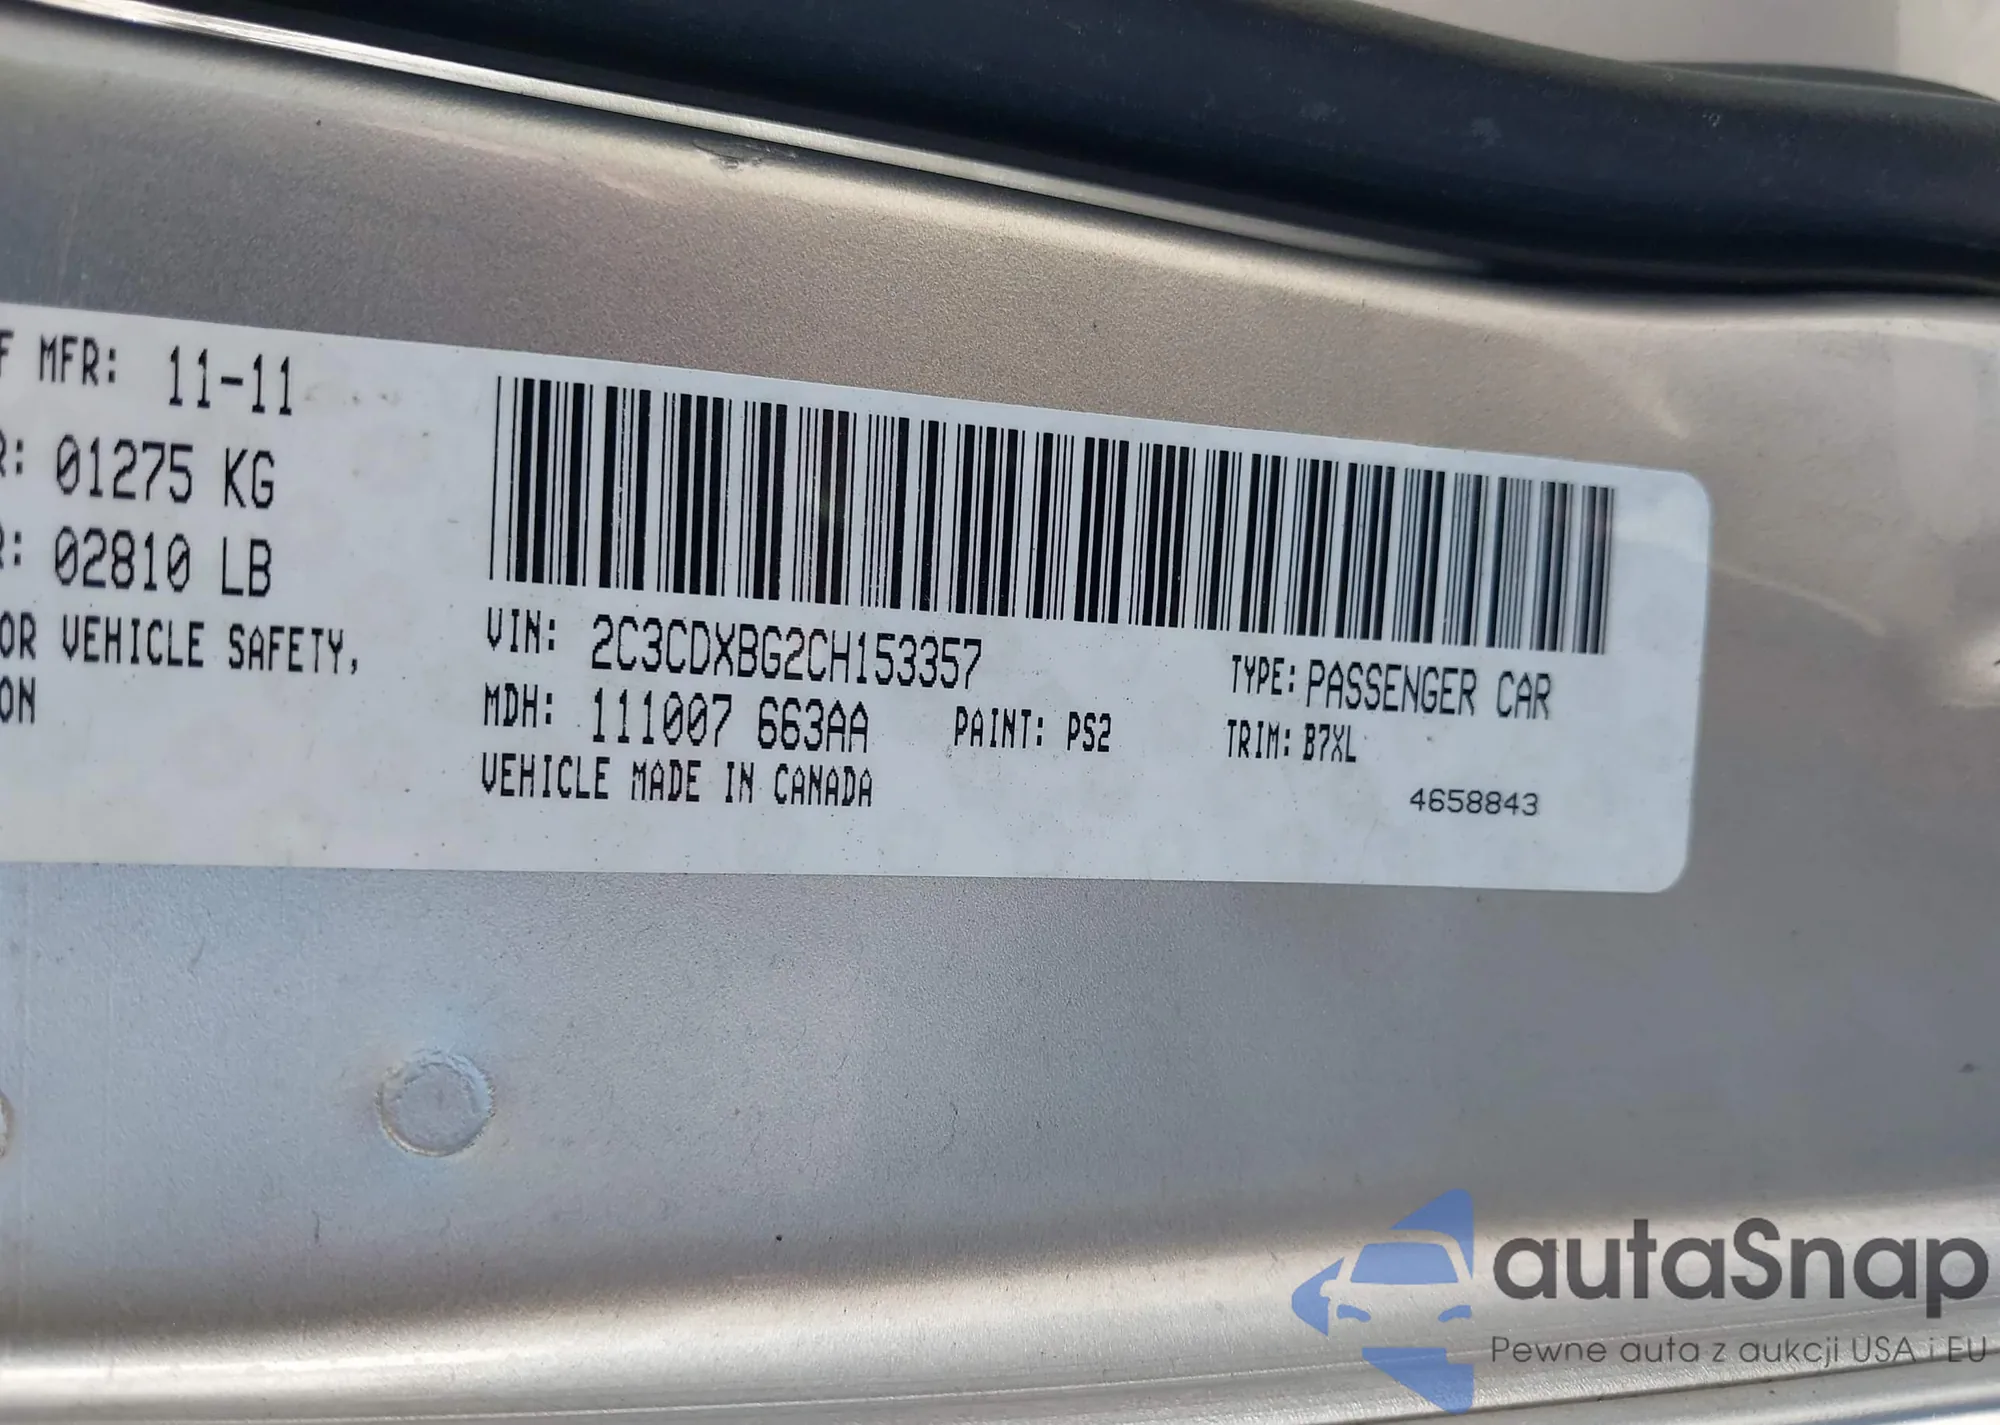 F MFR: 11-11
R: 01275 KG
R: 02810 LB
OR VEHICLE SAFETY,
ON
VIN: 2C3CDXBG2CH153357
TYPE: PASSENGER CAR
MDH: 111007 663AA
PAINT: PS2
TRIM: B7XL
VEHICLE MADE IN CANADA
4658843
autaSnap
Pewne auta z aukcji USA i EU